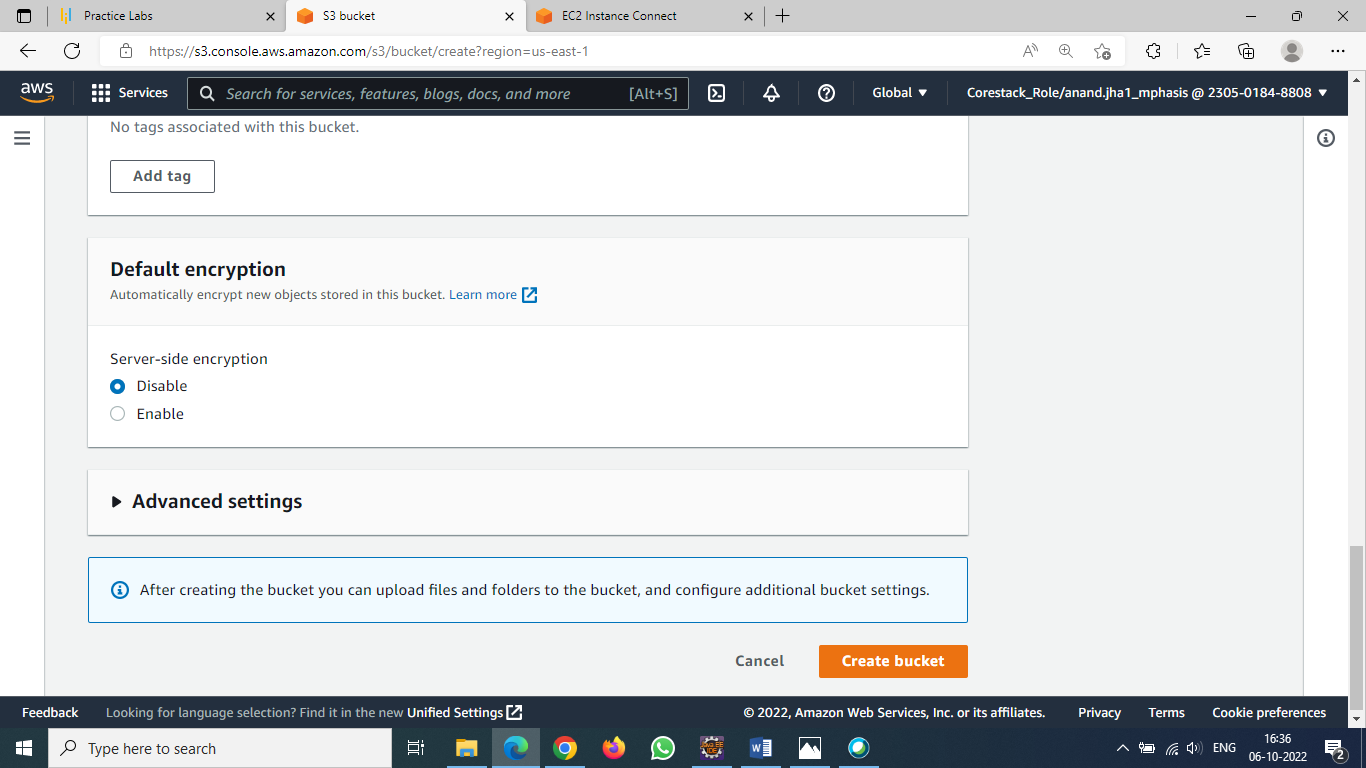 Practice Labs
S3 bucket
EC2 Instance Connect
https://s3.console.aws.amazon.com/s3/bucket/create?region=us-east-1
aws
Services
Search for services, features, blogs, docs, and more
[Alt+S]
Global
Corestack_Role/anand.jha1_mphasis @ 2305-0184-8808
No tags associated with this bucket.
Add tag
Default encryption
Automatically encrypt new objects stored in this bucket. Learn more
Server-side encryption
Disable
Enable
Advanced settings
After creating the bucket you can upload files and folders to the bucket, and configure additional bucket settings.
Cancel
Create bucket
Feedback
Looking for language selection? Find it in the new Unified Settings
© 2022, Amazon Web Services, Inc. or its affiliates.
Privacy
Terms
Cookie preferences
Type here to search
ENG
16:36
06-10-2022
2